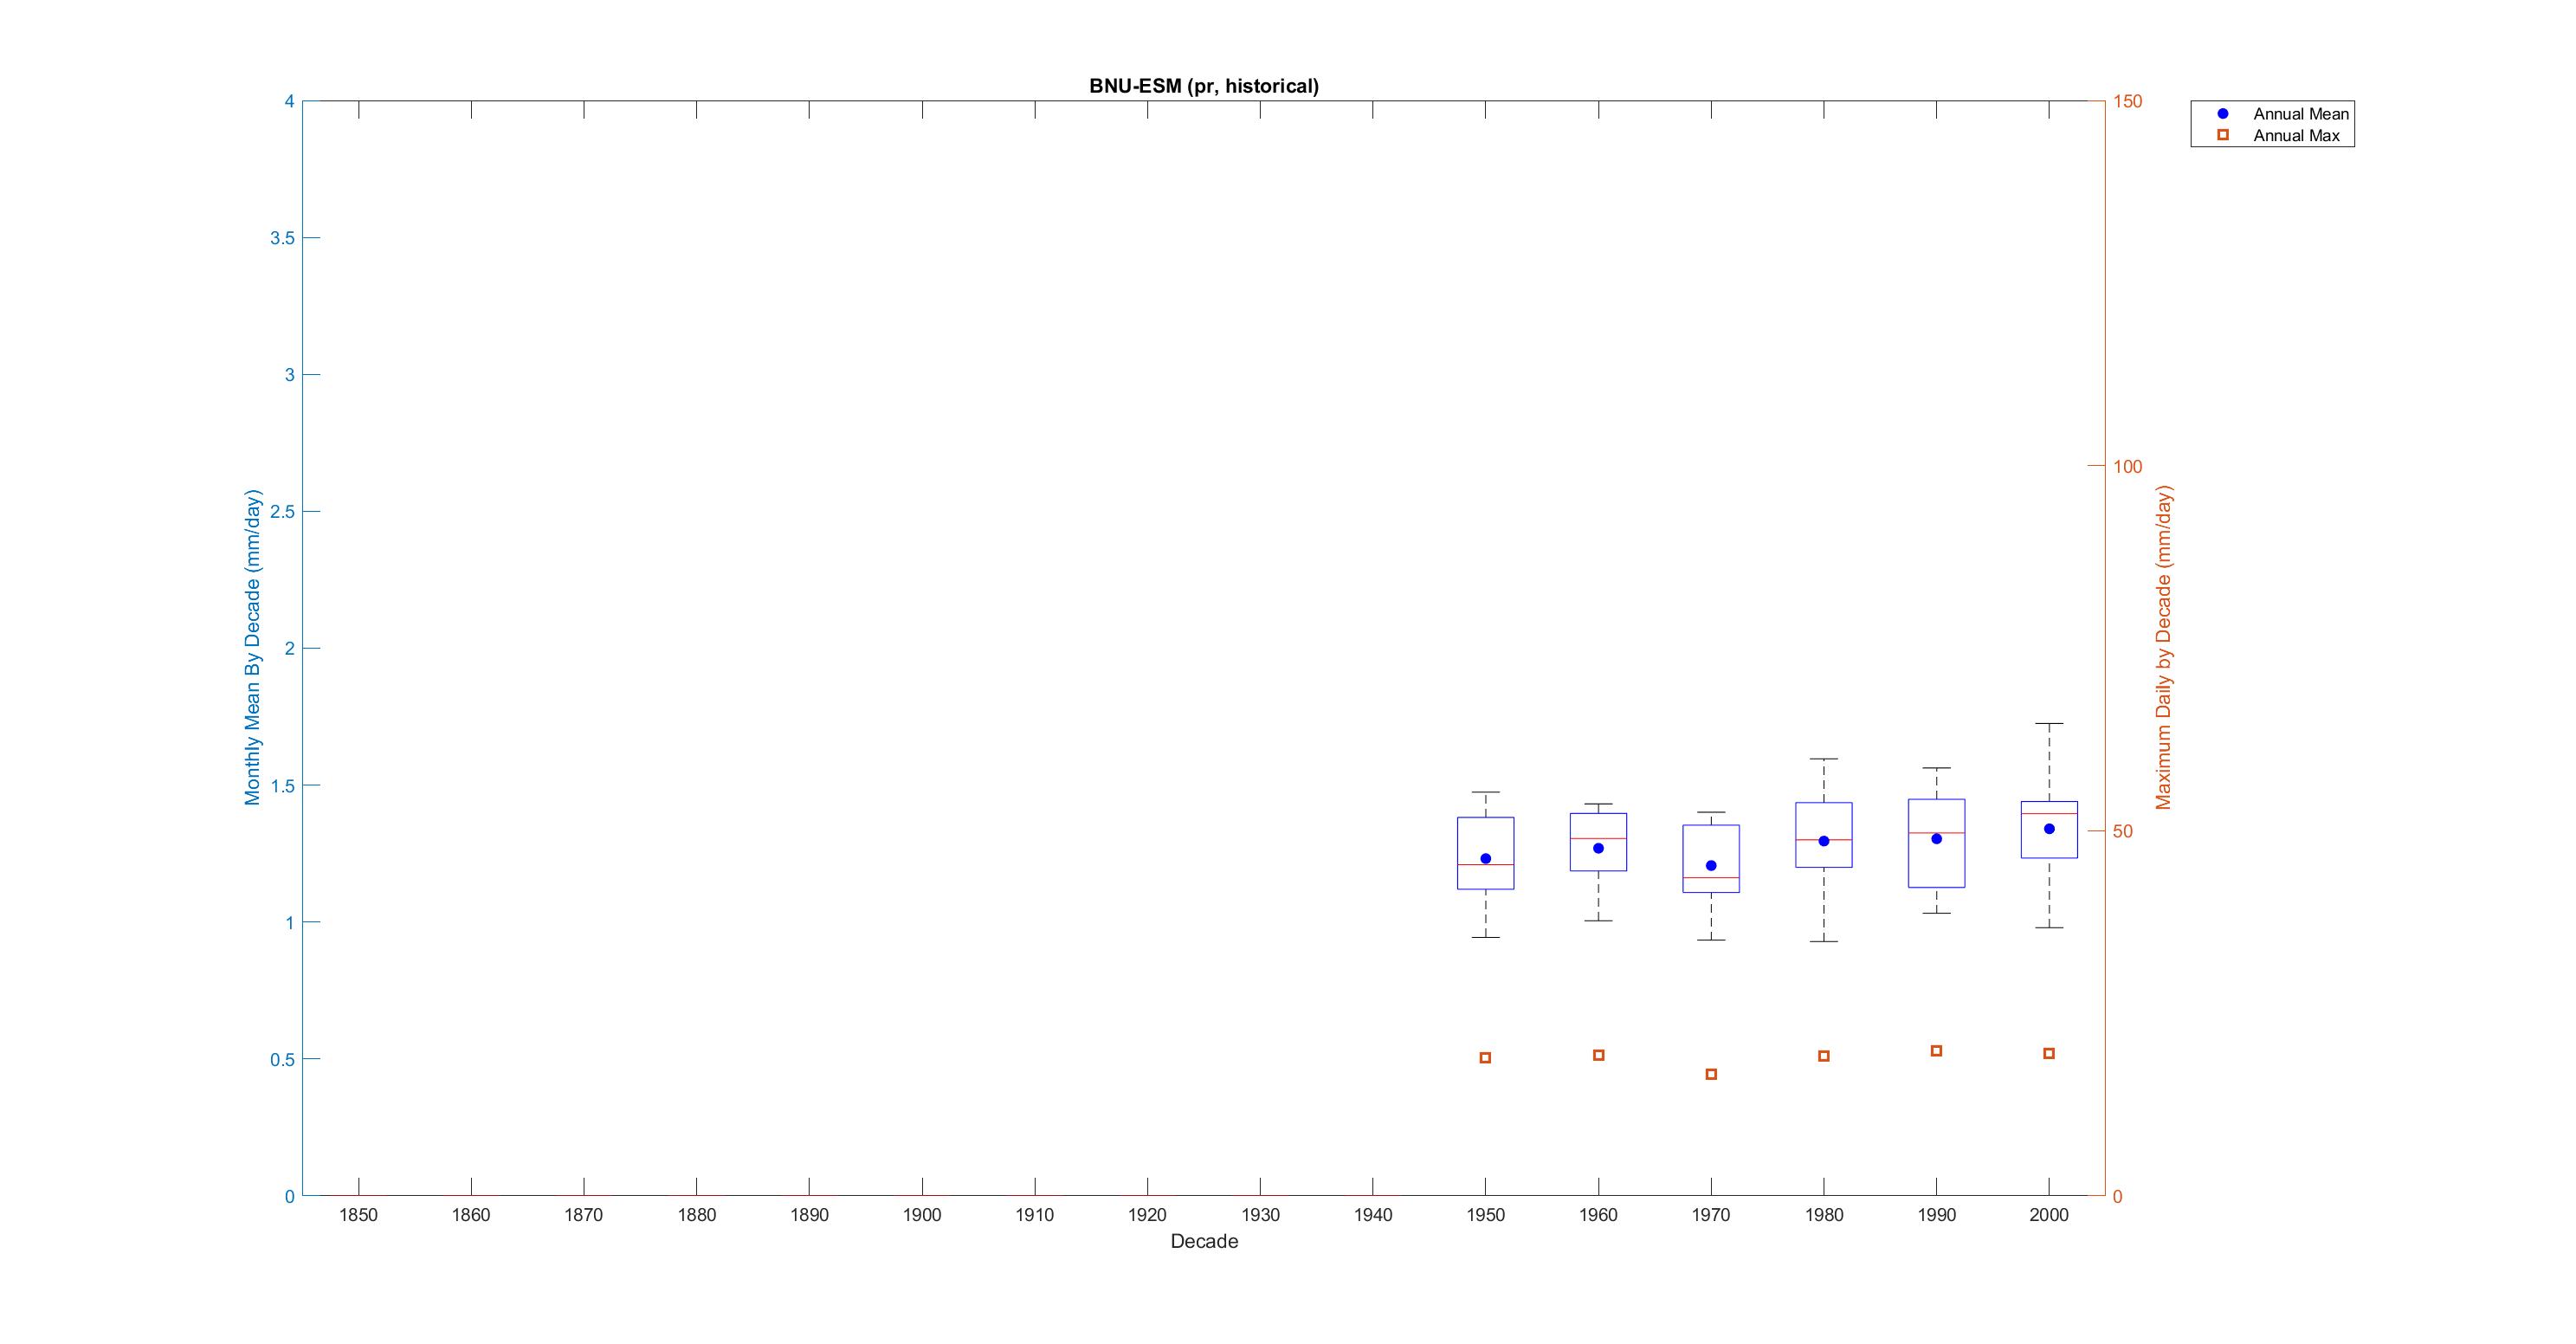 BNU-ESM (pr, historical)
Annual Mean
Annual Max
Monthly Mean By Decade (mm/day)
4
3.5
3
2.5
2
1.5
1
0.5
0
150
100
50
0
Maximum Daily by Decade (mm/day)
1850 1860 1870 1880 1890 1900 1910 1920 1930 1940 1950 1960 1970 1980 1990 2000
Decade